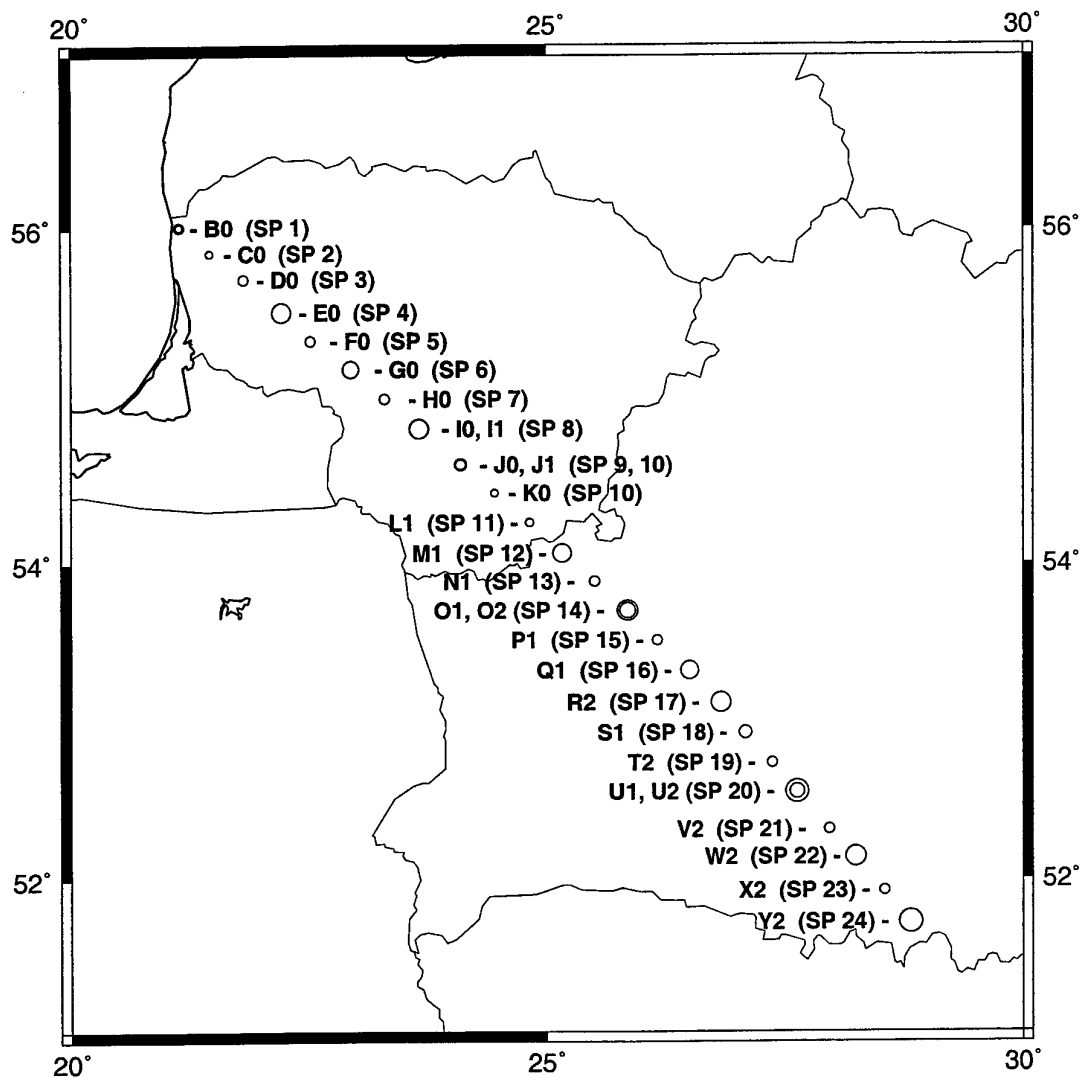 20° 25° 30°
56° - B0 (SP 1) 56°
- C0 (SP 2)
- D0 (SP 3)
- E0 (SP 4)
- F0 (SP 5)
- G0 (SP 6)
- H0 (SP 7)
- I0, I1 (SP 8)
- J0, J1 (SP 9, 10)
- K0 (SP 10)
L1 (SP 11) -
54° M1 (SP 12) - 54°
N1 (SP 13) -
O1, O2 (SP 14) -
P1 (SP 15) -
Q1 (SP 16) -
R2 (SP 17) -
S1 (SP 18) -
T2 (SP 19) -
U1, U2 (SP 20) -
V2 (SP 21) -
W2 (SP 22) -
52° X2 (SP 23) - 52°
Y2 (SP 24) -
20° 25° 30°